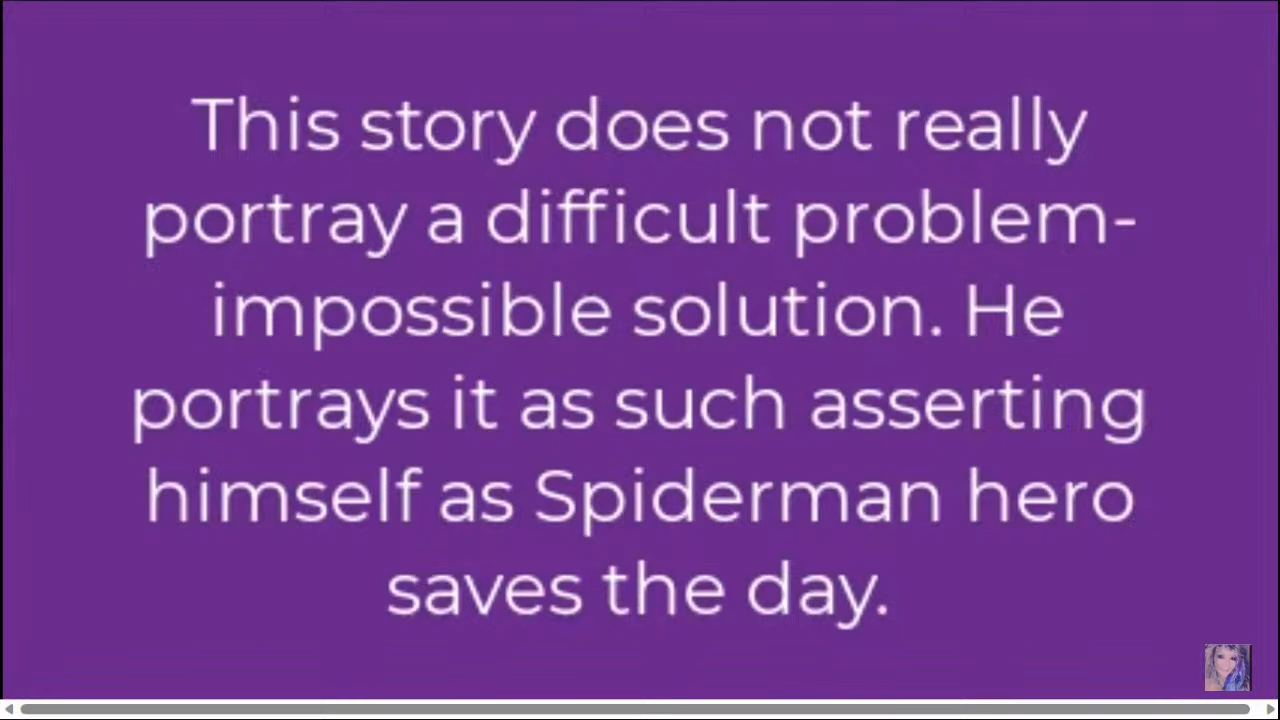 This story does not really
portray a difficult problem-
impossible solution. He
portrays it as such asserting
himself as Spiderman hero
saves the day.